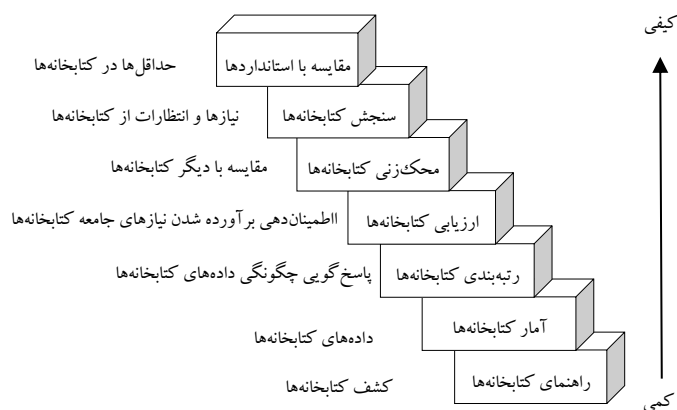 کیفی
مقایسه با استانداردها
حداقل‌ها در کتابخانه‌ها
سنجش کتابخانه‌ها
نیازها و انتظارات از کتابخانه‌ها
محک‌زنی کتابخانه‌ها
مقایسه با دیگر کتابخانه‌ها
ارزیابی کتابخانه‌ها
ااطمینان‌دهی برآورده شدن نیازهای جامعه کتابخانه‌ها
رتبه‌بندی کتابخانه‌ها
پاسخ‌گویی چگونگی داده‌های کتابخانه‌ها
آمار کتابخانه‌ها
داده‌های کتابخانه‌ها
راهنمای کتابخانه‌ها
کشف کتابخانه‌ها
کمی